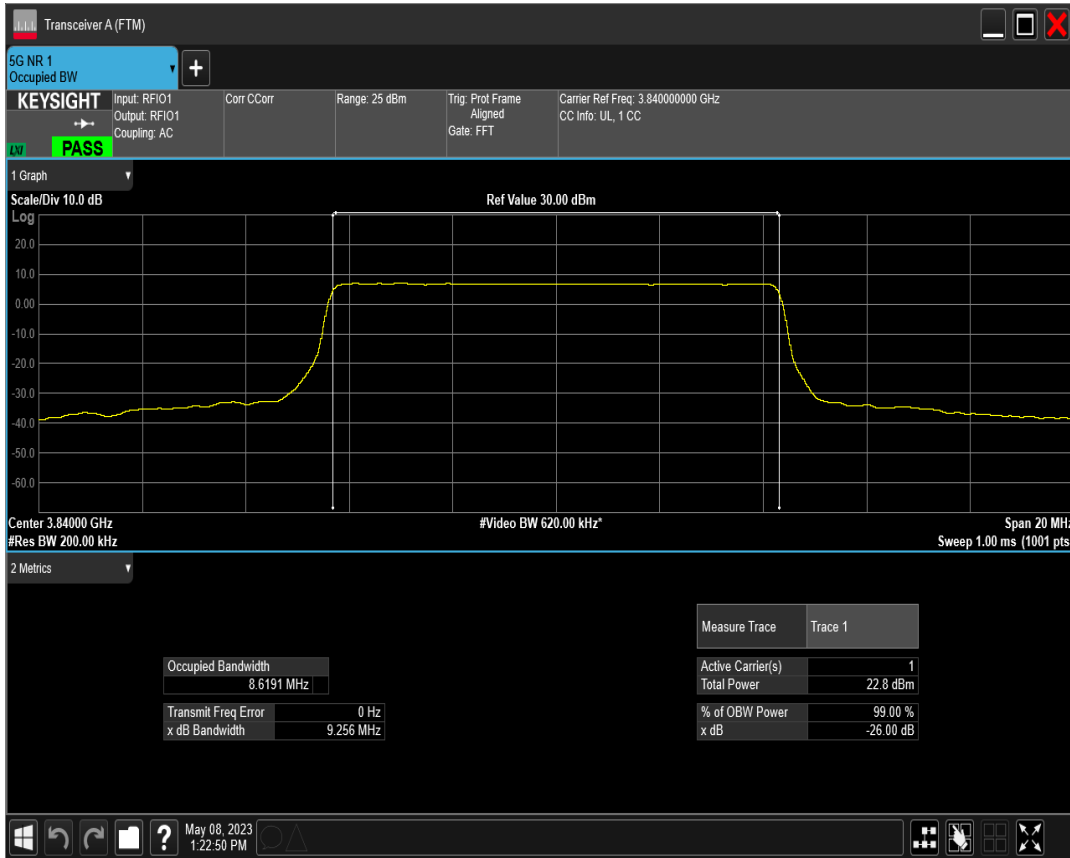 Transceiver A (FTM)
5G NR 1
Occupied BW
+
KEYSIGHT
LXI
PASS
Input: RFIO1
Output: RFIO1
Coupling: AC
Corr CCorr
Range: 25 dBm
Trig: Prot Frame
Aligned
Gate: FFT
Carrier Ref Freq: 3.840000000 GHz
CC Info: UL, 1 CC
1 Graph
Scale/Div 10.0 dB
Ref Value 30.00 dBm
Log
20.0
10.0
0.00
-10.0
-20.0
-30.0
-40.0
-50.0
-60.0
Center 3.84000 GHz
#Video BW 620.00 kHz*
Span 20 MHz
#Res BW 200.00 kHz
Sweep 1.00 ms (1001 pts
2 Metrics
Measure Trace Trace 1
Occupied Bandwidth
8.6191 MHz
Active Carrier(s) 1
Total Power 22.8 dBm
Transmit Freq Error 0 Hz
x dB Bandwidth 9.256 MHz
% of OBW Power 99.00 %
x dB -26.00 dB
?
May 08, 2023
1:22:50 PM